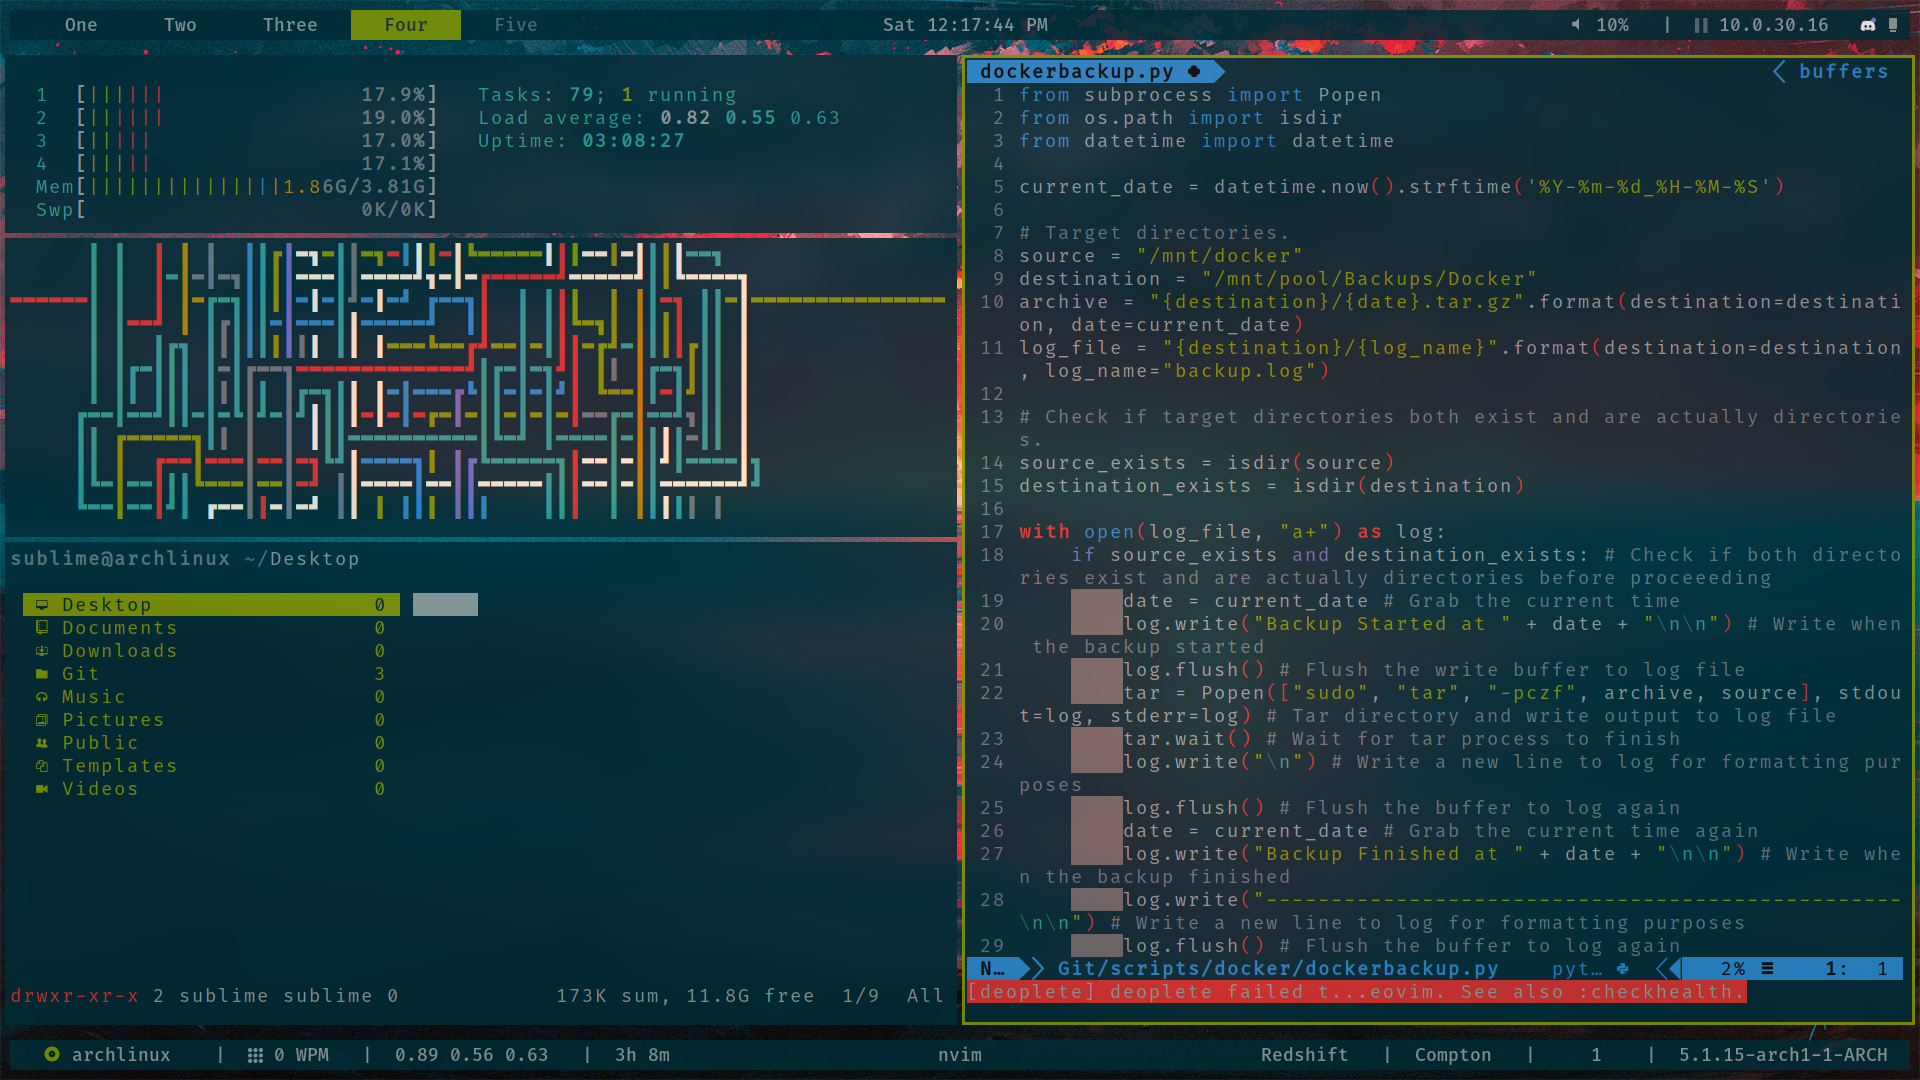 One Two Three Four Five Sat 12:17:44 PM 10% | 10.0.30.16
1 [|||||| 17.9%]
2 [|||||| 19.0%]
3 [||||| 17.0%]
4 [||||| 17.1%]
Mem[|||||||||||||||1.86G/3.81G]
Swp[ 0K/0K]
Tasks: 79; 1 running
Load average: 0.82 0.55 0.63
Uptime: 03:08:27
sublime@archlinux ~/Desktop
Desktop 0
Documents 0
Downloads 0
Git 3
Music 0
Pictures 0
Public 0
Templates 0
Videos 0
drwxr-xr-x 2 sublime sublime 0 173K sum, 11.8G free 1/9 All
dockerbackup.py buffers
1 from subprocess import Popen
2 from os.path import isdir
3 from datetime import datetime
4
5 current_date = datetime.now().strftime('%Y-%m-%d_%H-%M-%S')
6
7 # Target directories.
8 source = "/mnt/docker"
9 destination = "/mnt/pool/Backups/Docker"
10 archive = "{destination}/{date}.tar.gz".format(destination=destinati
on, date=current_date)
11 log_file = "{destination}/{log_name}".format(destination=destination
, log_name="backup.log")
12
13 # Check if target directories both exist and are actually directorie
s.
14 source_exists = isdir(source)
15 destination_exists = isdir(destination)
16
17 with open(log_file, "a+") as log:
18 if source_exists and destination_exists: # Check if both directo
ries exist and are actually directories before proceeeding
19 date = current_date # Grab the current time
20 log.write("Backup Started at " + date + "\n\n") # Write when
the backup started
21 log.flush() # Flush the write buffer to log file
22 tar = Popen(["sudo", "tar", "-pczf", archive, source], stdou
t=log, stderr=log) # Tar directory and write output to log file
23 tar.wait() # Wait for tar process to finish
24 log.write("\n") # Write a new line to log for formatting pur
poses
25 log.flush() # Flush the buffer to log again
26 date = current_date # Grab the current time again
27 log.write("Backup Finished at " + date + "\n\n") # Write whe
n the backup finished
28 log.write("-------------------------------------------------
\n\n") # Write a new line to log for formatting purposes
29 log.flush() # Flush the buffer to log again
N… Git/scripts/docker/dockerbackup.py pyt… 2% 1: 1
[deoplete] deoplete failed t...eovim. See also :checkhealth.
archlinux | 0 WPM | 0.89 0.56 0.63 | 3h 8m nvim Redshift | Compton | 1 | 5.1.15-arch1-1-ARCH